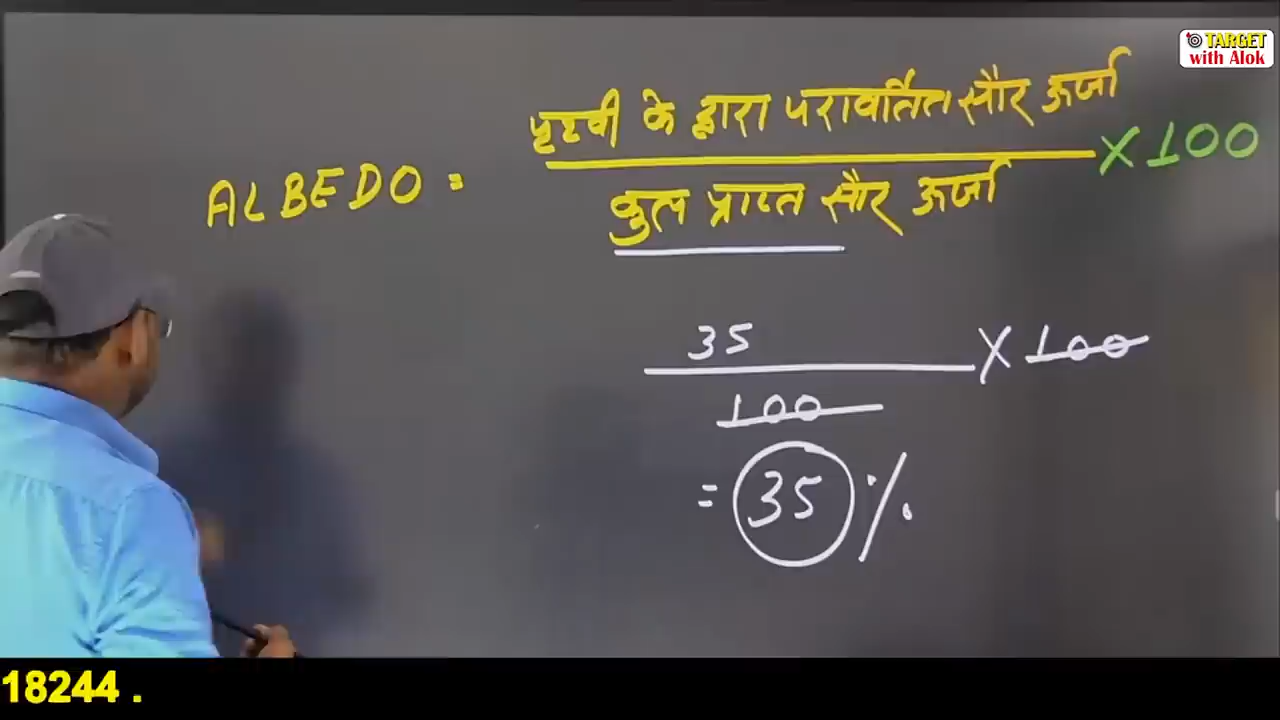 TARGET
with Alok
पृथ्वी के द्वारा परावर्तित सौर ऊर्जा
ALBEDO = ——— X 100
कुल प्राप्त सौर ऊर्जा
35
——— X 100
100
= 35 %
18244 .